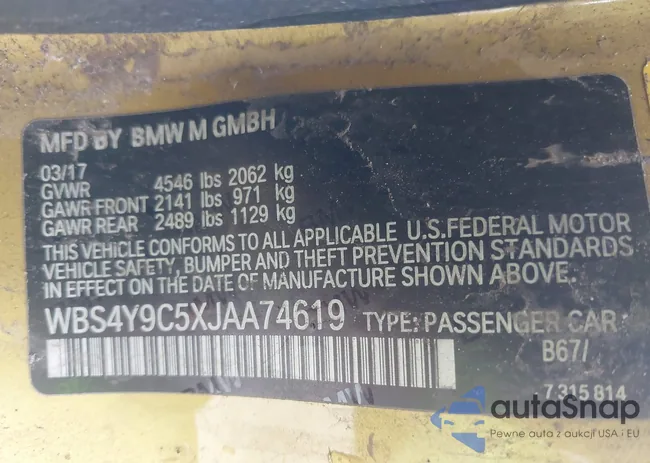 MFD BY BMW M GMBH
03/17
GVWR 4546 lbs 2062 kg
GAWR FRONT 2141 lbs 971 kg
GAWR REAR 2489 lbs 1129 kg
THIS VEHICLE CONFORMS TO ALL APPLICABLE U.S.FEDERAL MOTOR
VEHICLE SAFETY, BUMPER AND THEFT PREVENTION STANDARDS
IN EFFECT ON THE DATE OF MANUFACTURE SHOWN ABOVE.
WBS4Y9C5XJAA74619 TYPE: PASSENGER CAR
B67/
7 315 814
autoSnap
Pewne auta z aukcji USA i EU